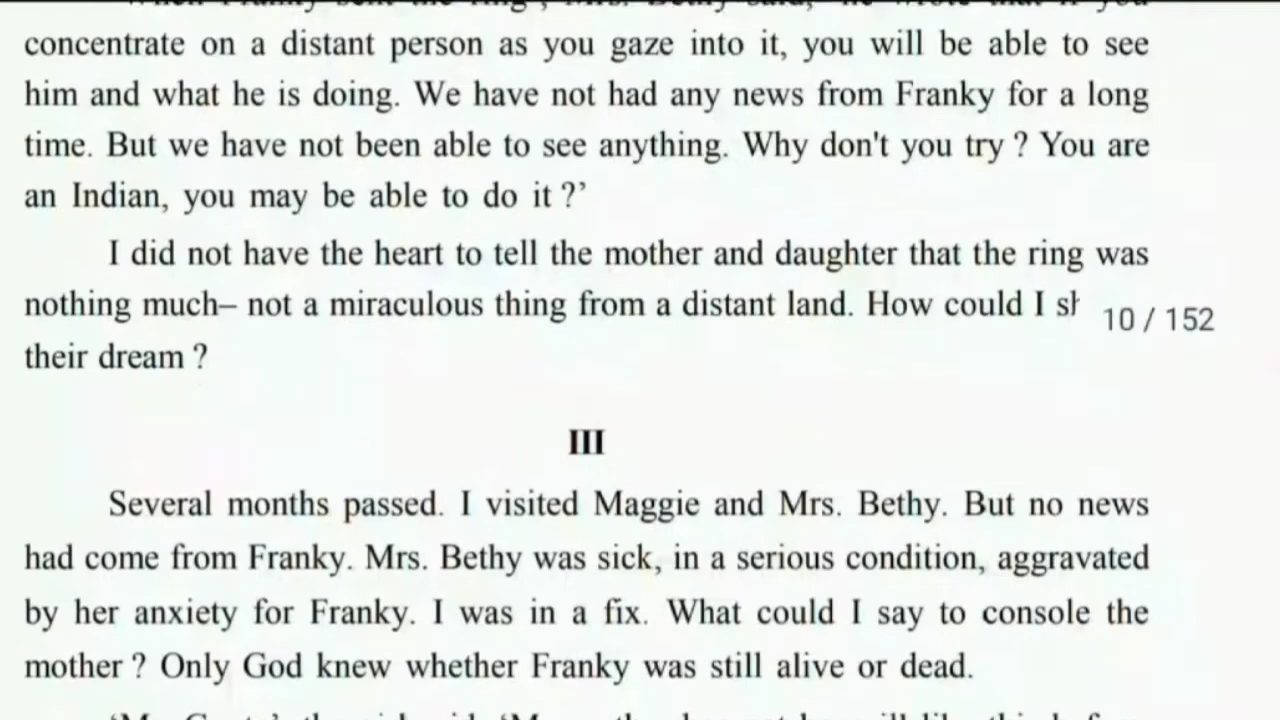 concentrate on a distant person as you gaze into it, you will be able to see
him and what he is doing. We have not had any news from Franky for a long
time. But we have not been able to see anything. Why don't you try ? You are
an Indian, you may be able to do it ?’
I did not have the heart to tell the mother and daughter that the ring was
nothing much– not a miraculous thing from a distant land. How could I
10 / 152
their dream ?
III
Several months passed. I visited Maggie and Mrs. Bethy. But no news
had come from Franky. Mrs. Bethy was sick, in a serious condition, aggravated
by her anxiety for Franky. I was in a fix. What could I say to console the
mother ? Only God knew whether Franky was still alive or dead.